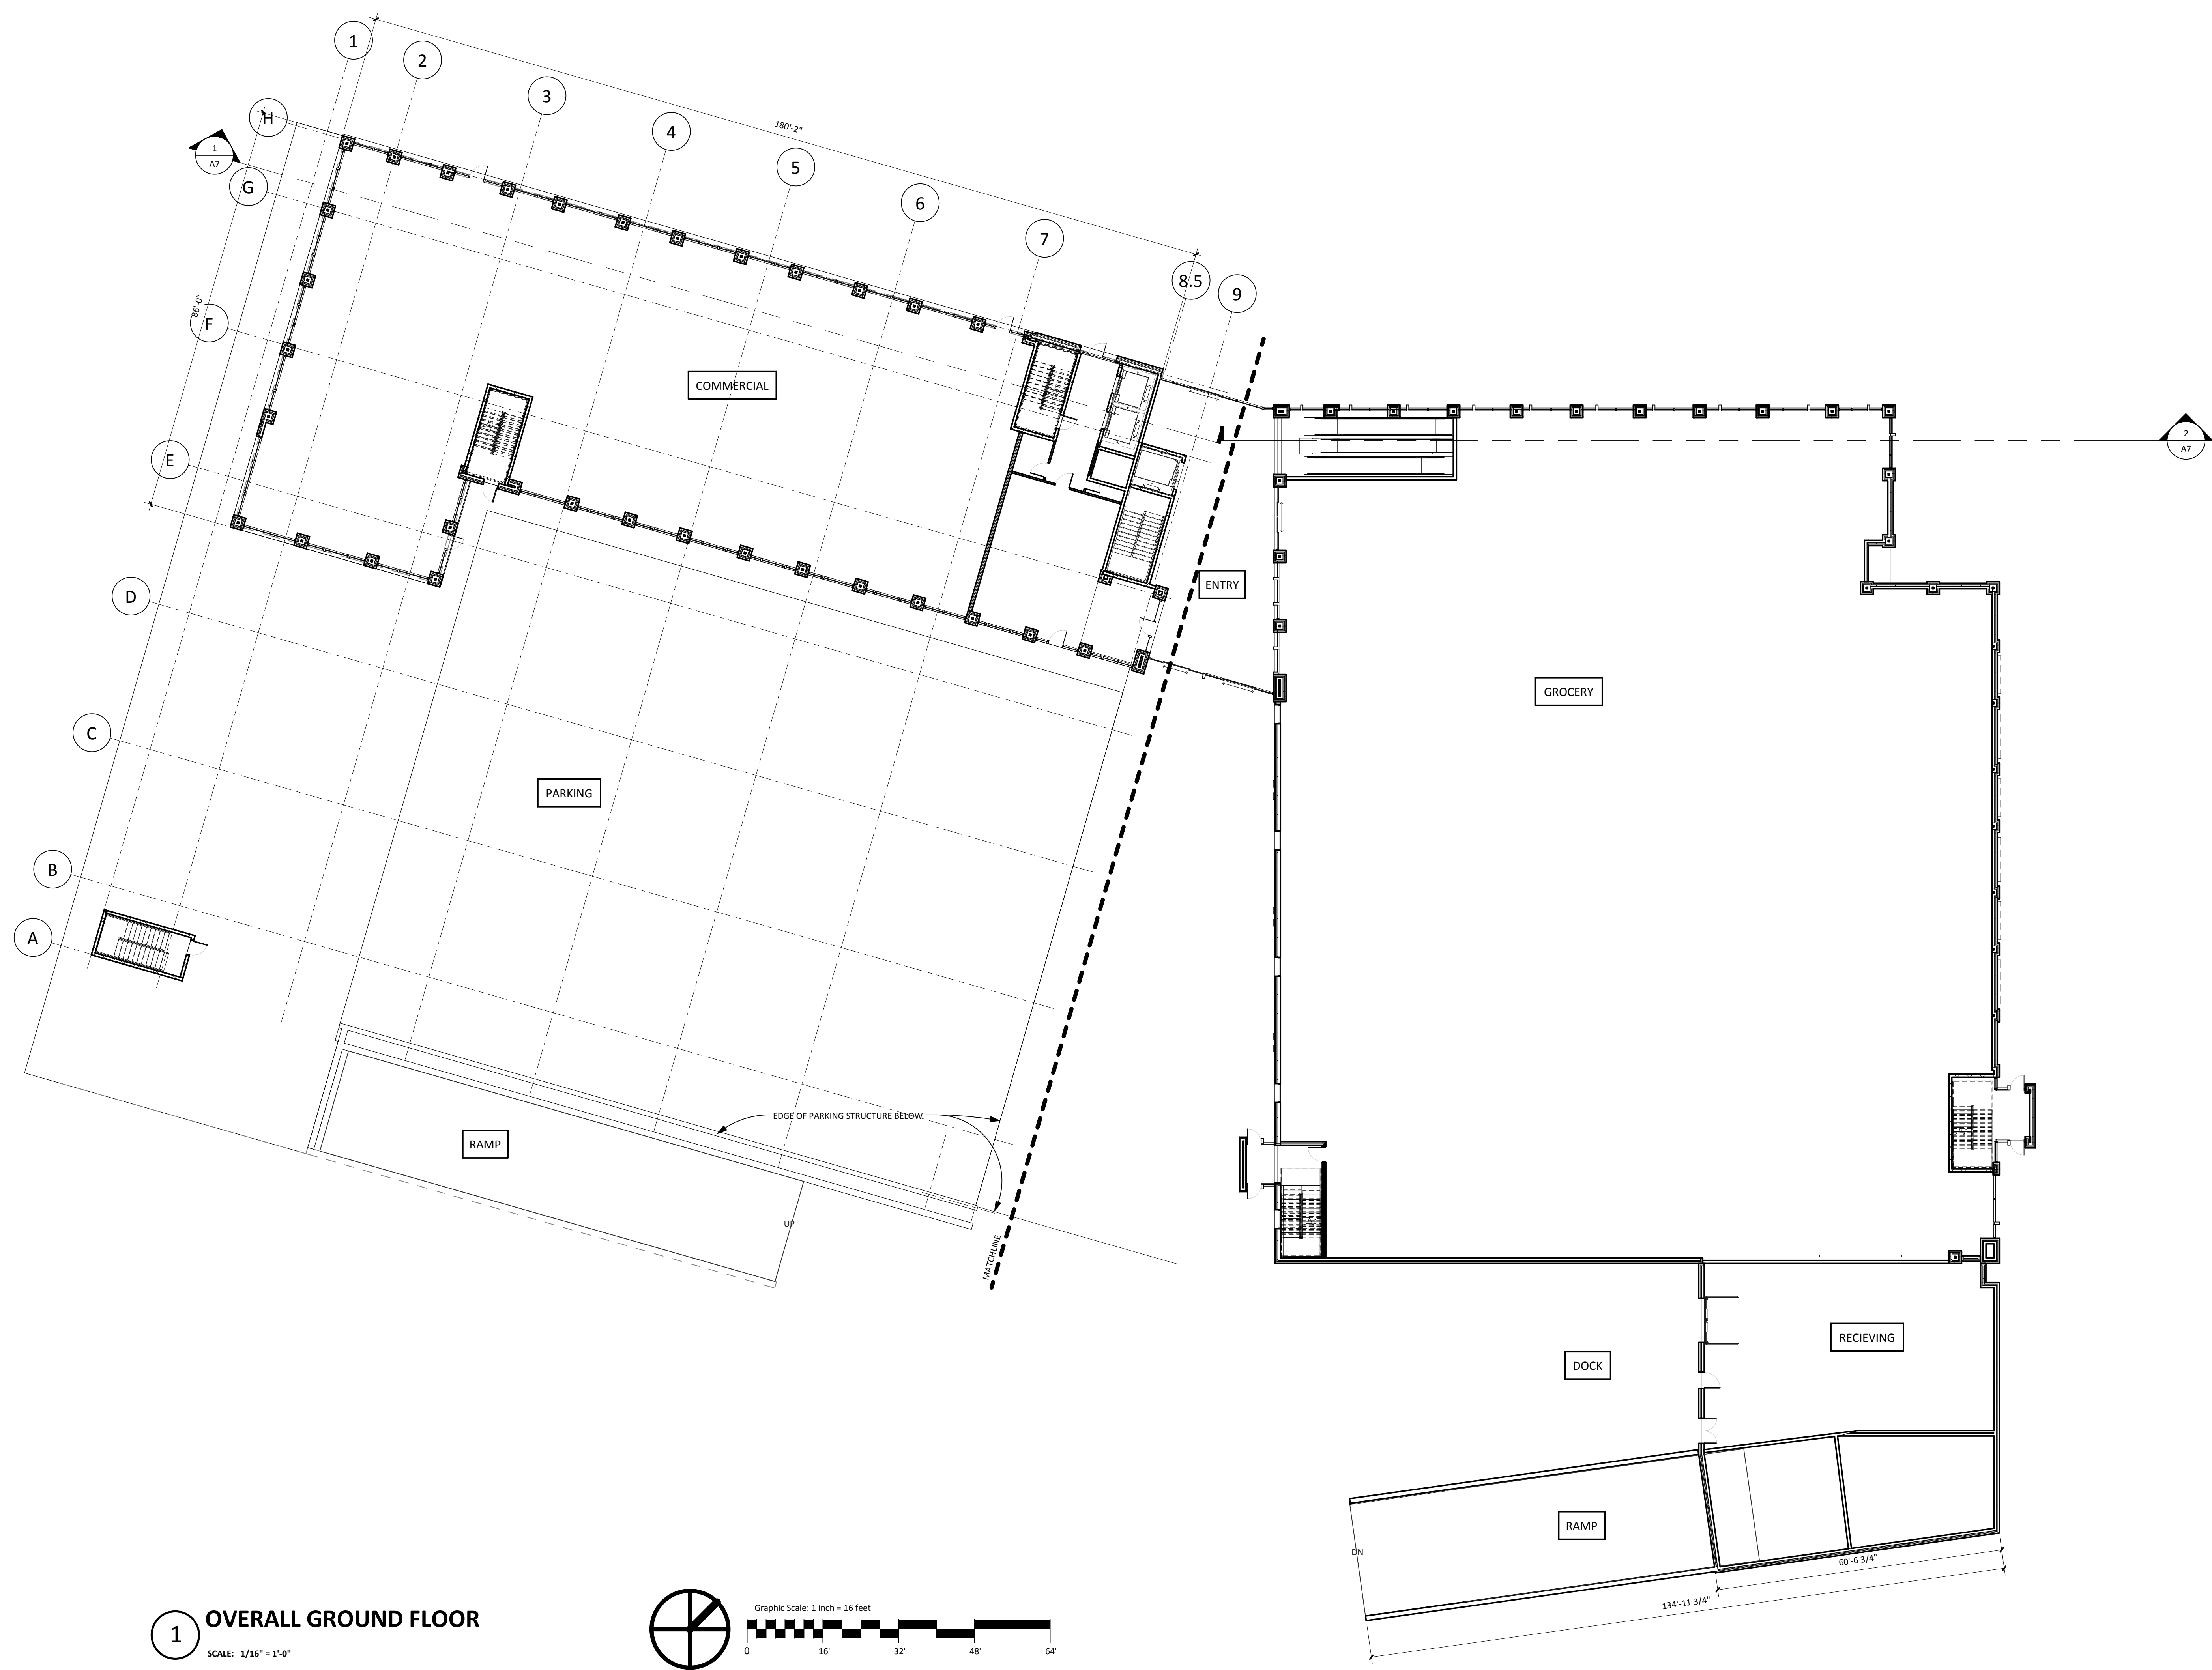 1
2
3
4
5
6
7
8.5
9
H
G
F
E
D
C
B
A
180'-2"
86'-0"
1
A7
2
A7
COMMERCIAL
ENTRY
GROCERY
PARKING
EDGE OF PARKING STRUCTURE BELOW
RAMP
UP
MATCHLINE
RECIEVING
DOCK
RAMP
DN
60'-6 3/4"
134'-11 3/4"
1
OVERALL GROUND FLOOR
SCALE: 1/16" = 1'-0"
Graphic Scale: 1 inch = 16 feet
0 16' 32' 48' 64'